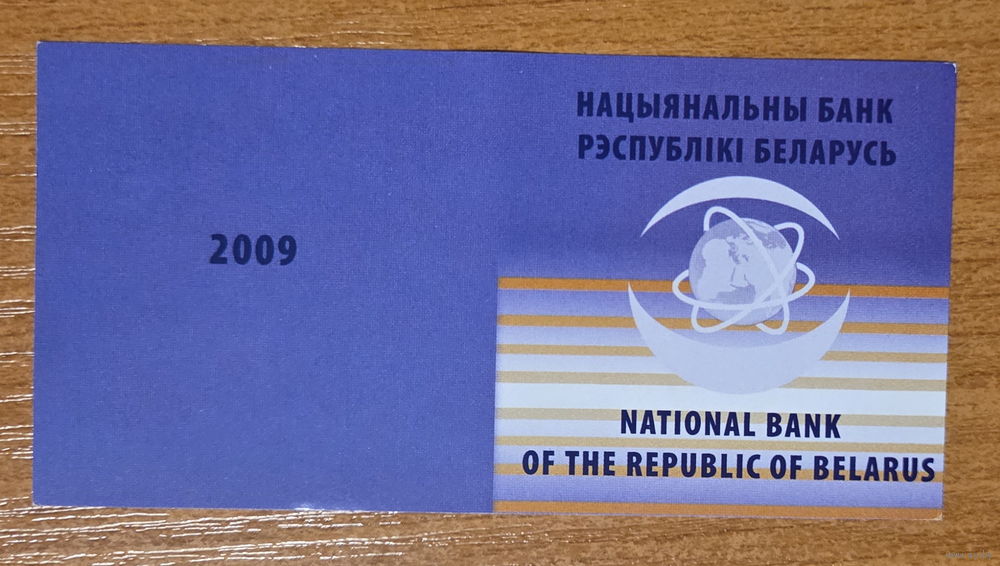 2009
НАЦЫЯНАЛЬНЫ БАНК
РЭСПУБЛІКІ БЕЛАРУСЬ
NATIONAL BANK
OF THE REPUBLIC OF BELARUS